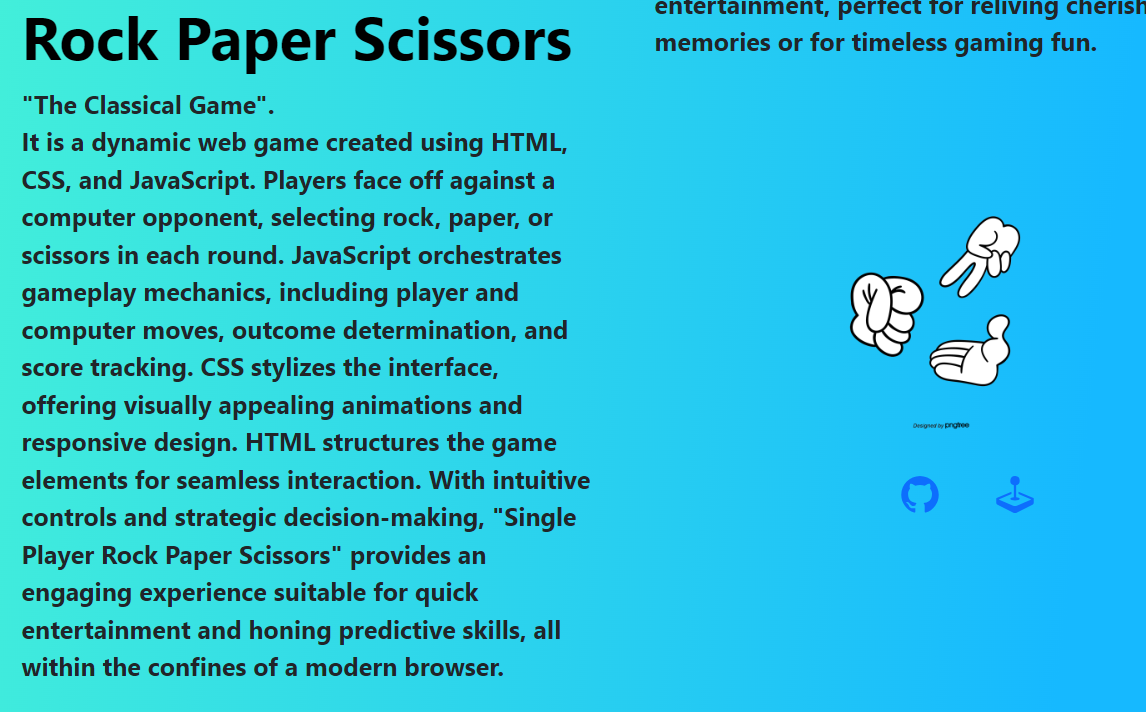 entertainment, perfect for reliving
memories or for timeless gaming fun.
Rock Paper Scissors
"The Classical Game".
It is a dynamic web game created using HTML,
CSS, and JavaScript. Players face off against a
computer opponent, selecting rock, paper, or
scissors in each round. JavaScript orchestrates
gameplay mechanics, including player and
computer moves, outcome determination, and
score tracking. CSS stylizes the interface,
offering visually appealing animations and
responsive design. HTML structures the game
elements for seamless interaction. With intuitive
controls and strategic decision-making, "Single
Player Rock Paper Scissors" provides an
engaging experience suitable for quick
entertainment and honing predictive skills, all
within the confines of a modern browser.
Designed by pngtree